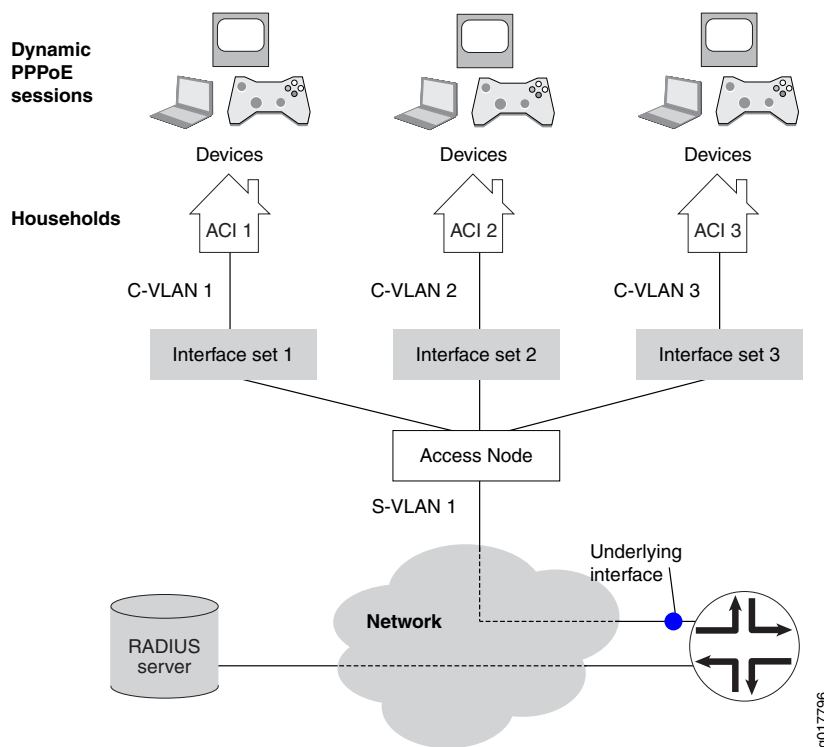 Dynamic
PPPoE
sessions
Devices
Devices
Devices
Households
ACI 1
ACI 2
ACI 3
C-VLAN 1
C-VLAN 2
C-VLAN 3
Interface set 1
Interface set 2
Interface set 3
Access Node
S-VLAN 1
Underlying
interface
Network
RADIUS
server
g017796